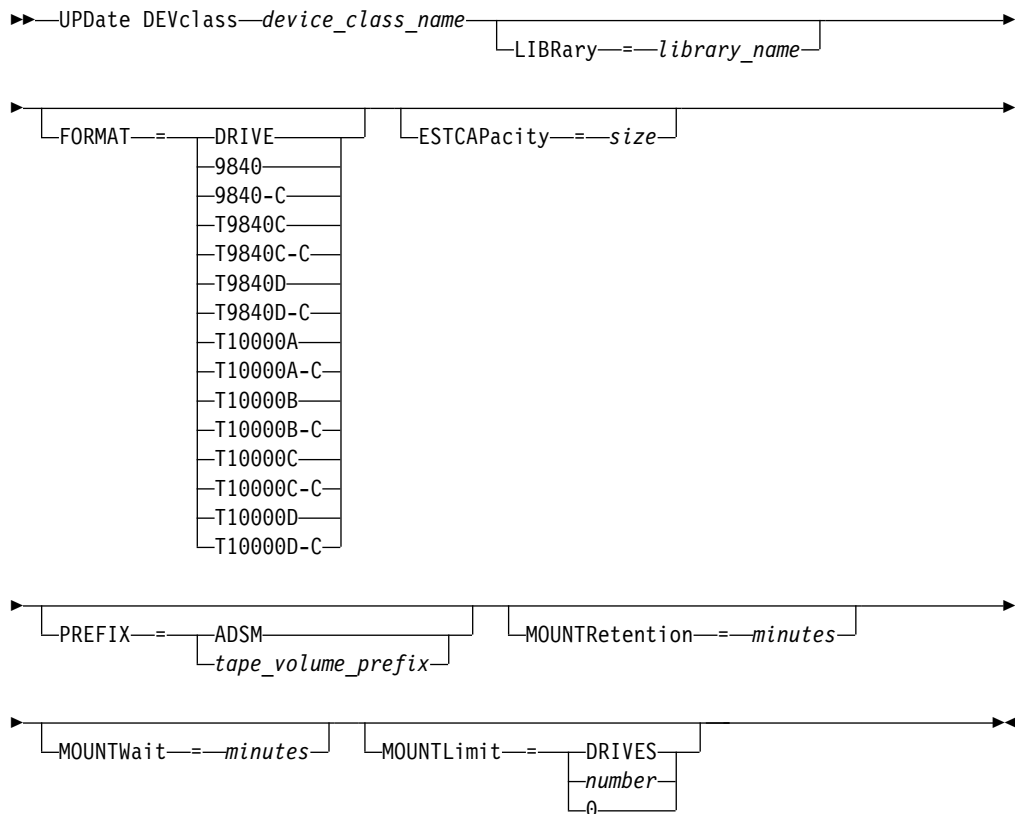 UPDate DEVclass device_class_name
LIBRary = library_name
FORMAT = DRIVE ESTCAPacity = size
9840
9840-C
T9840C
T9840C-C
T9840D
T9840D-C
T10000A
T10000A-C
T10000B
T10000B-C
T10000C
T10000C-C
T10000D
T10000D-C
PREFIX = ADSM MOUNTRetention = minutes
tape_volume_prefix
MOUNTWait = minutes MOUNTLimit = DRIVES
number
0